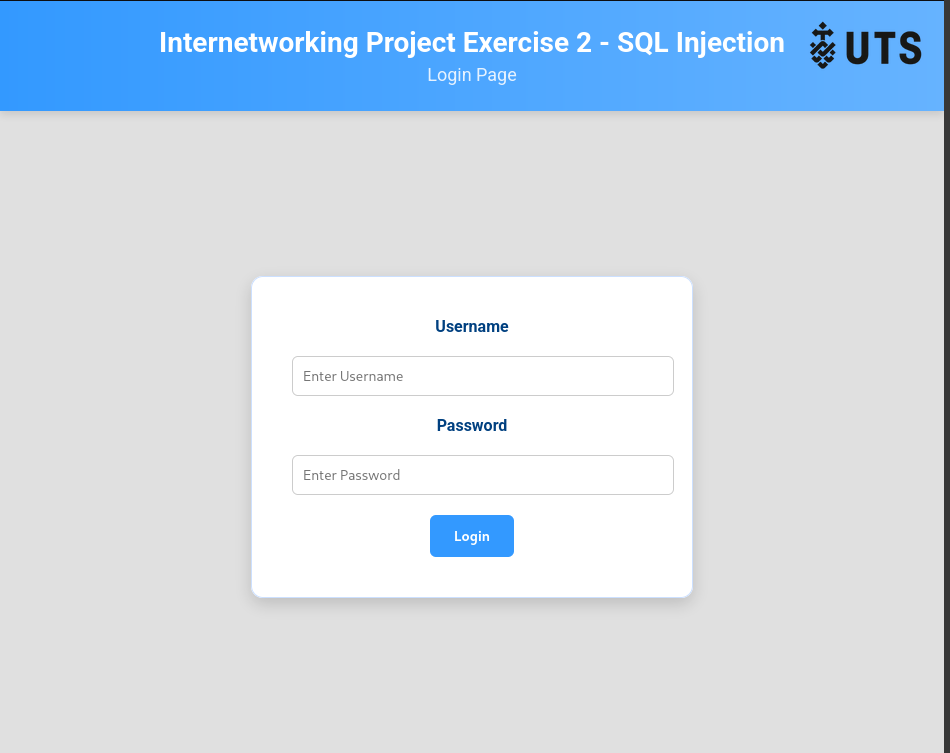 Internetworking Project Exercise 2 - SQL Injection
UTS
Login Page
Username
Enter Username
Password
Enter Password
Login